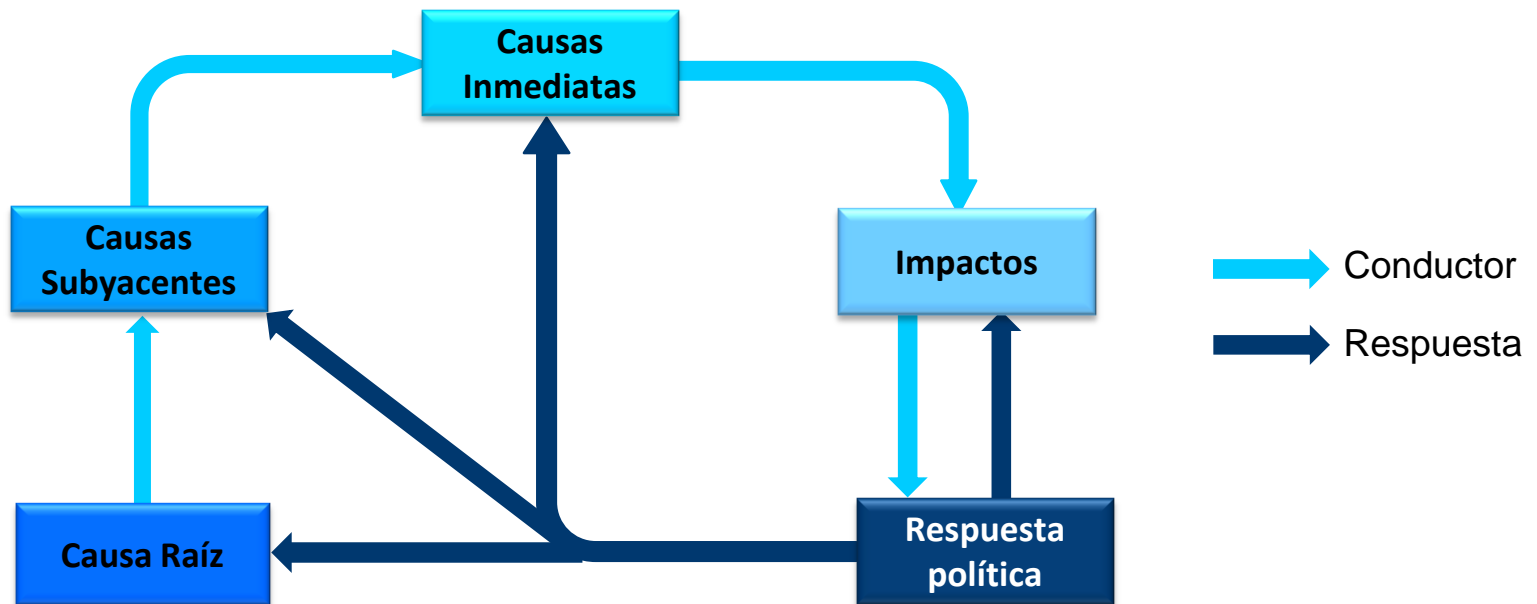 Causas
Inmediatas
Causas
Subyacentes
Impactos
Conductor
Respuesta
Causa Raíz
Respuesta
política